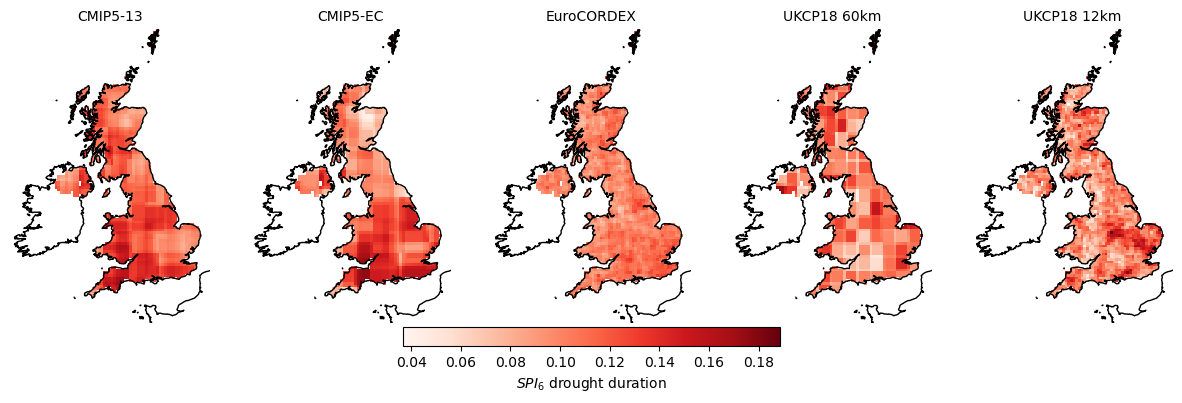 CMIP5-13 CMIP5-EC EuroCORDEX UKCP18 60km UKCP18 12km
0.04 0.06 0.08 0.10 0.12 0.14 0.16 0.18
SPI₆ drought duration